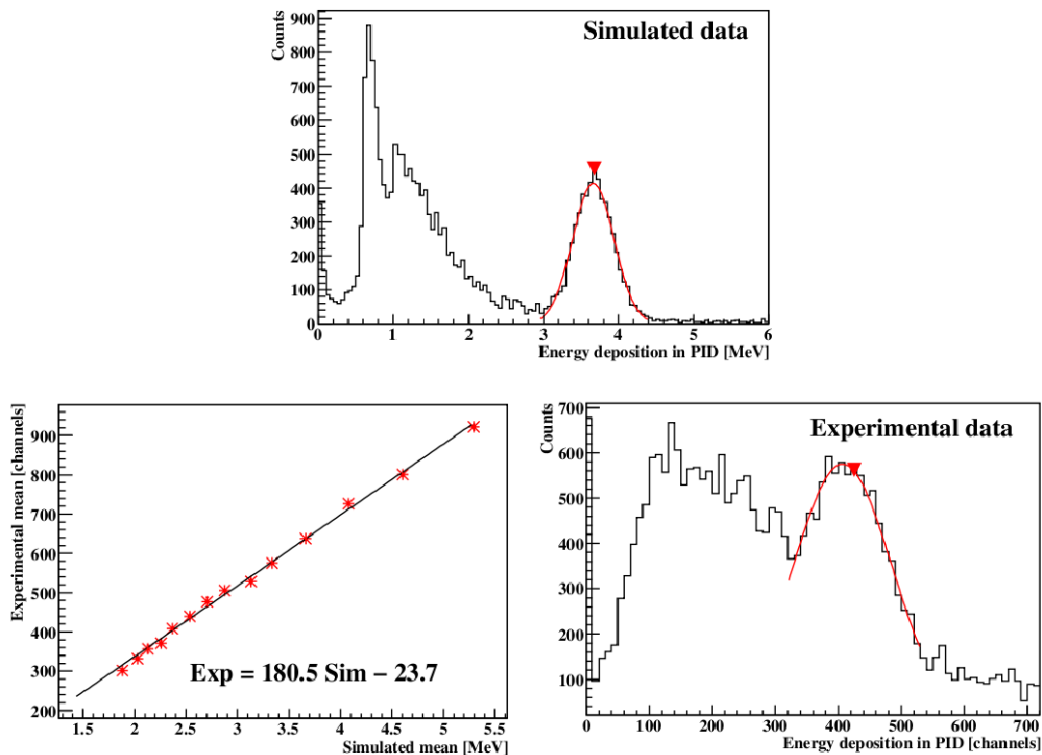 Simulated data
Counts
900
800
700
600
500
400
300
200
100
0
0 1 2 3 4 5 6
Energy deposition in PID [MeV]
Experimental mean [channels]
900
800
700
600
500
400
300
200
Exp = 180.5 Sim − 23.7
1.5 2 2.5 3 3.5 4 4.5 5 5.5
Simulated mean [MeV]
Experimental data
Counts
700
600
500
400
300
200
100
0 100 200 300 400 500 600 700
Energy deposition in PID [channels]